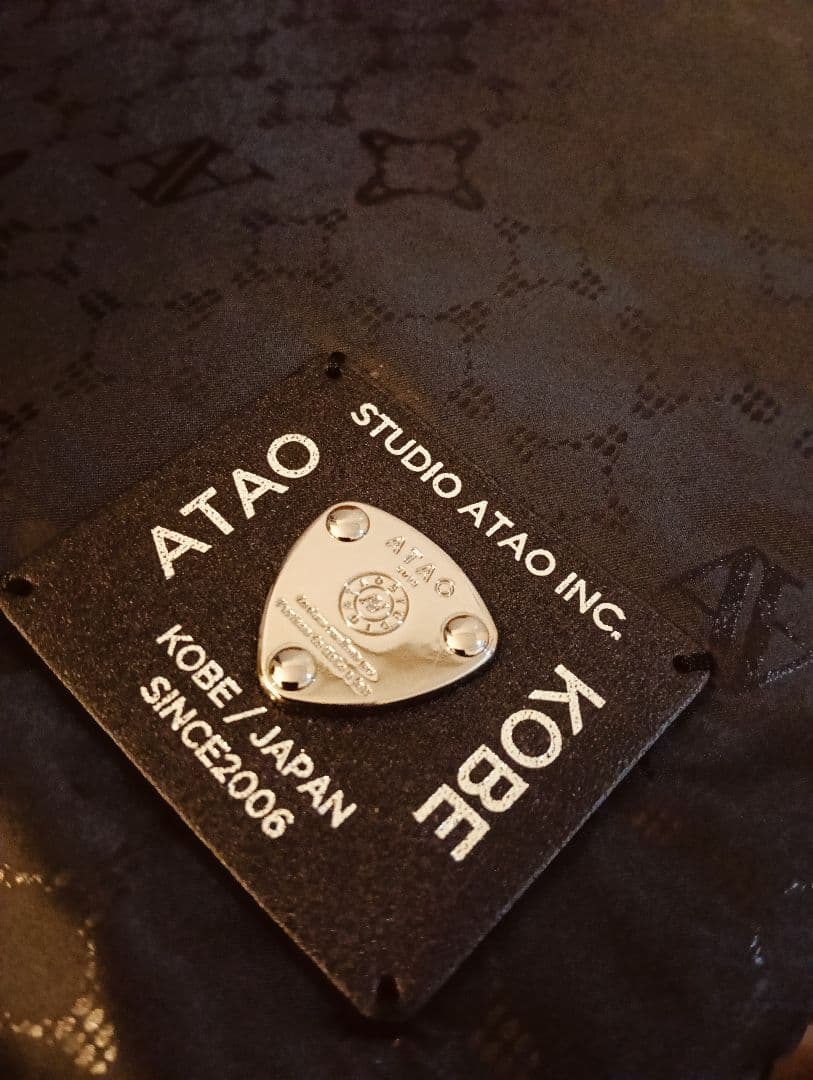 ATAO
STUDIO ATAO INC.
ATAO
KOBE / JAPAN
SINCE2006
KOBE